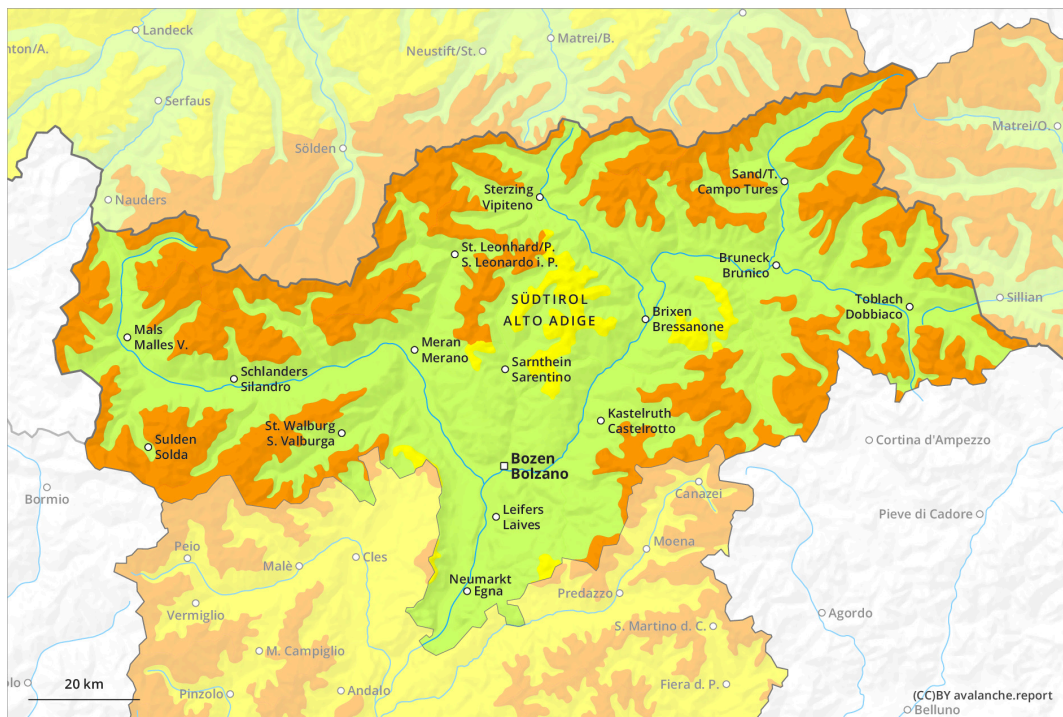 Landeck
nton/A.
Neustift/St.
Matrei/B.
Serfaus
Matrei/O.
Sölden
Sand/T.
Campo Tures
Sterzing
Vipiteno
Nauders
St. Leonhard/P.
S. Leonardo i. P.
Bruneck
Brunico
SÜDTIROL
ALTO ADIGE
Toblach
Dobbiaco
Sillian
Brixen
Bressanone
Mals
Malles V.
Meran
Merano
Sarnthein
Sarentino
Schlanders
Silandro
Kastelruth
Castelrotto
St. Walburg
S. Valburga
Sulden
Solda
Cortina d'Ampezzo
Bozen
Bolzano
Bormio
Canazei
Leifers
Laives
Pieve di Cadore
Peio
Cles
Moena
Malè
Neumarkt
Egna
Predazzo
Vermiglio
Agordo
S. Martino d. C.
M. Campiglio
olo
20 km
Pinzolo
Andalo
Fiera d. P.
(CC)BY avalanche.report
Belluno